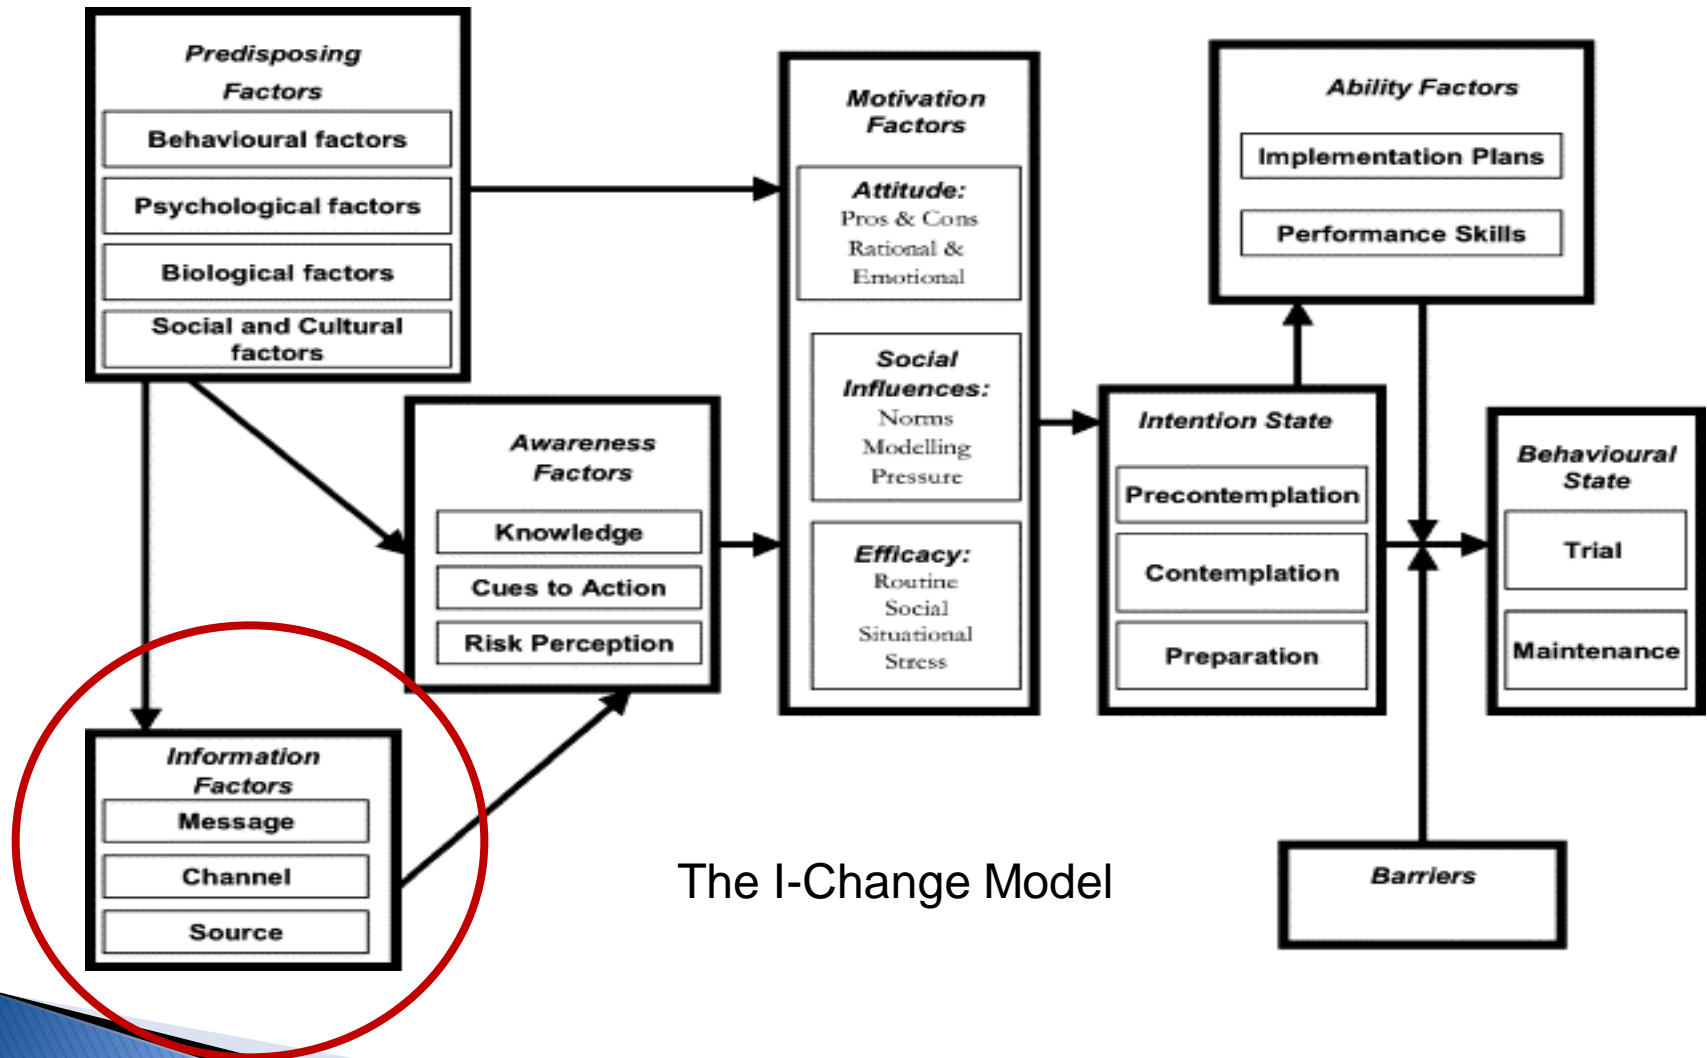 Predisposing
Factors
Behavioural factors
Psychological factors
Biological factors
Social and Cultural
factors
Information
Factors
Message
Channel
Source
Awareness
Factors
Knowledge
Cues to Action
Risk Perception
Motivation
Factors
Attitude:
Pros & Cons
Rational &
Emotional
Social
Influences:
Norms
Modelling
Pressure
Efficacy:
Routine
Social
Situational
Stress
Intention State
Precontemplation
Contemplation
Preparation
Ability Factors
Implementation Plans
Performance Skills
Behavioural
State
Trial
Maintenance
Barriers
The I-Change Model